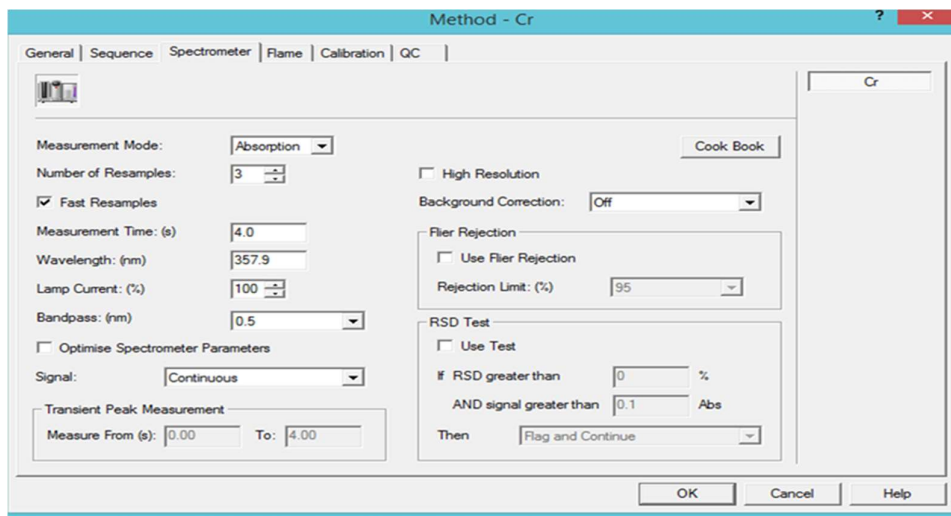 Method - Cr
?
General
Sequence
Spectrometer
Flame
Calibration
QC
Cr
Measurement Mode: Absorption
Cook Book
Number of Resamples: 3
High Resolution
Fast Resamples
Background Correction: Off
Measurement Time: (s) 4.0
Flier Rejection
Use Flier Rejection
Wavelength: (nm) 357.9
Lamp Current: (%) 100
Rejection Limit: (%) 95
Bandpass: (nm) 0.5
RSD Test
Optimise Spectrometer Parameters
Use Test
Signal: Continuous
If RSD greater than 0 %
Transient Peak Measurement
AND signal greater than 0.1 Abs
Measure From (s): 0.00 To: 4.00
Then Flag and Continue
OK
Cancel
Help